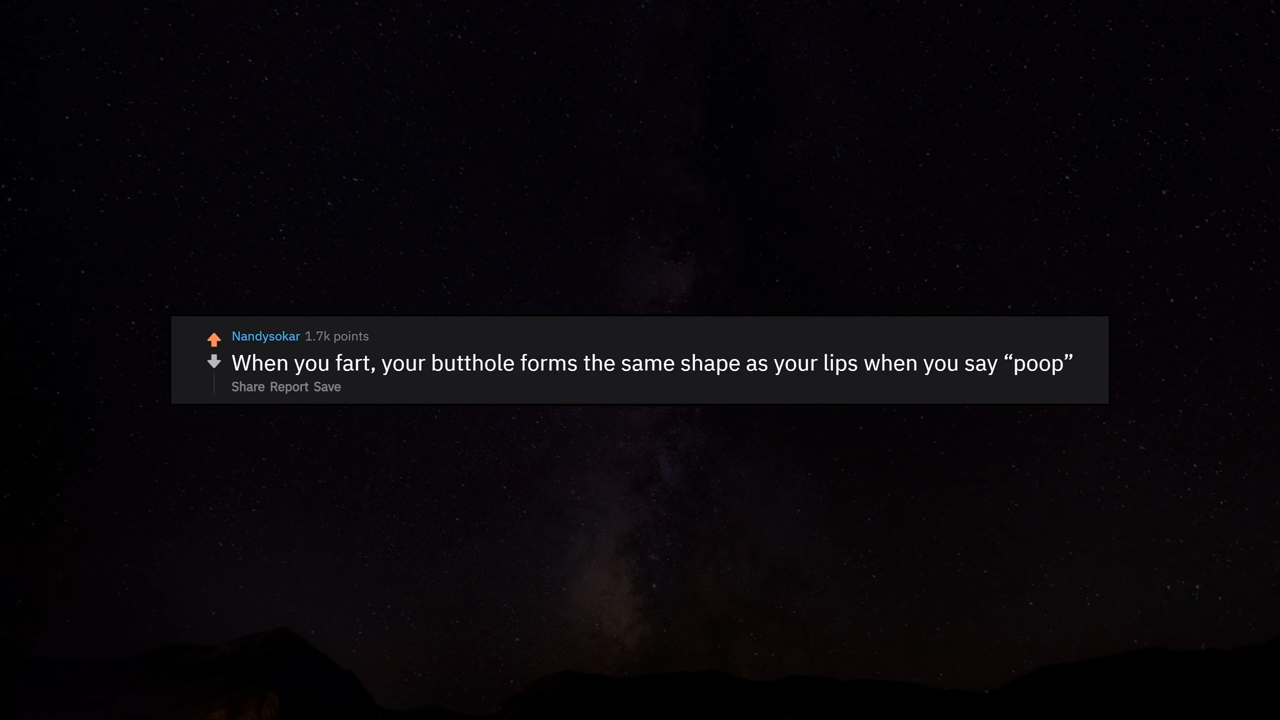 Nandysokar 1.7k points
When you fart, your butthole forms the same shape as your lips when you say “poop”
Share Report Save